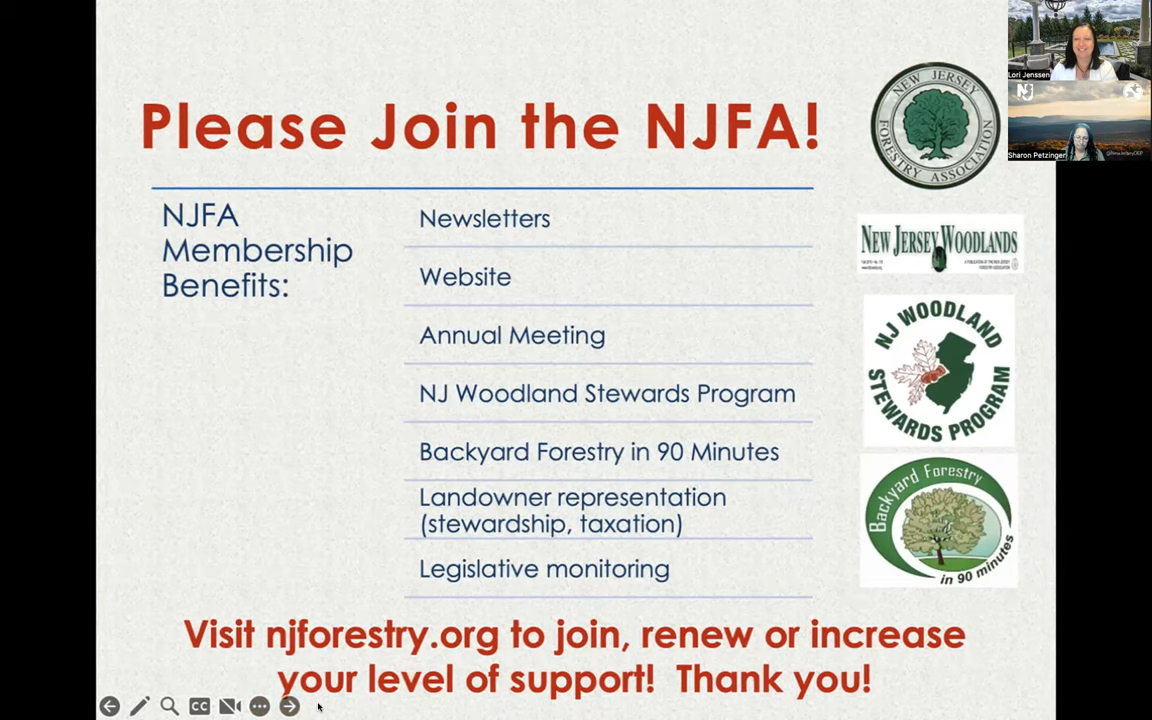 Please Join the NJFA!
NJFA
Membership
Benefits:
Newsletters
Website
Annual Meeting
NJ Woodland Stewards Program
Backyard Forestry in 90 Minutes
Landowner representation
(stewardship, taxation)
Legislative monitoring
Visit njforestry.org to join, renew or increase
your level of support! Thank you!
NEW JERSEY
FORESTRY ASSOCIATION
NEW JERSEY WOODLANDS
NJ WOODLAND
STEWARDS PROGRAM
Backyard Forestry
in 90 minutes
Lori Jenssen
NJ
Sharon Petzinger
CC